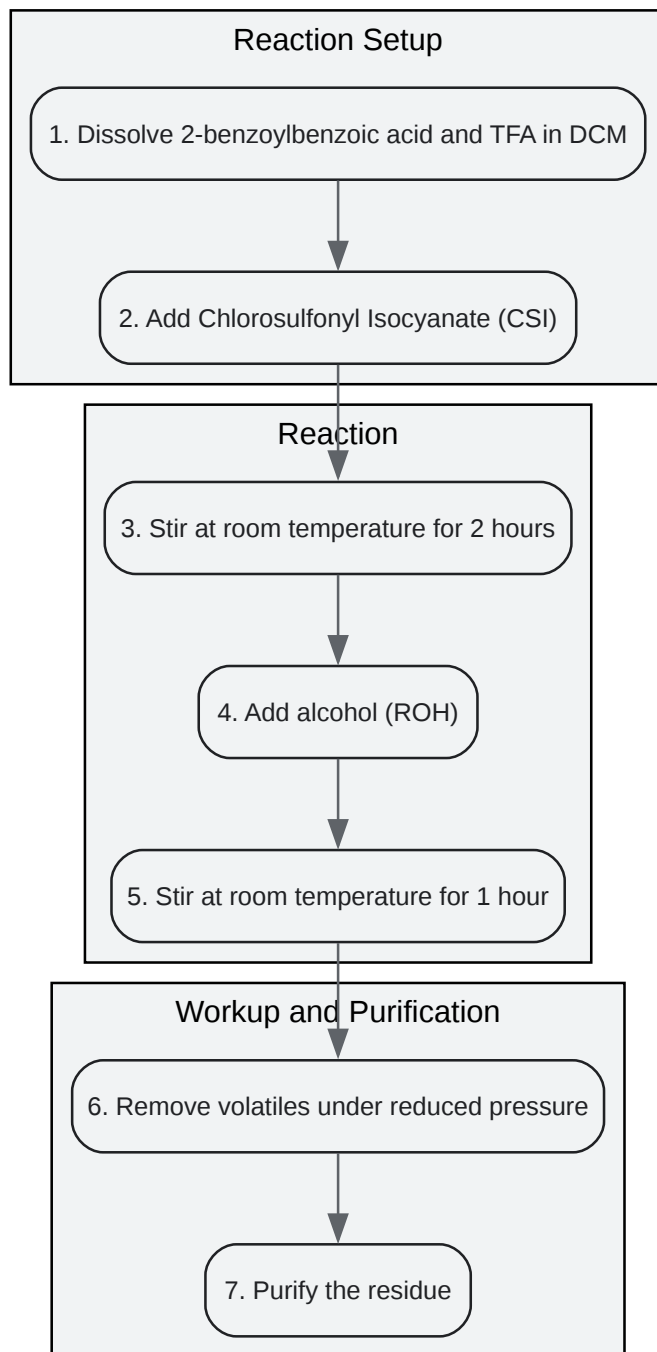 Reaction Setup
1. Dissolve 2-benzoylbenzoic acid and TFA in DCM
2. Add Chlorosulfonyl Isocyanate (CSI)
Reaction
3. Stir at room temperature for 2 hours
4. Add alcohol (ROH)
5. Stir at room temperature for 1 hour
Workup and Purification
6. Remove volatiles under reduced pressure
7. Purify the residue